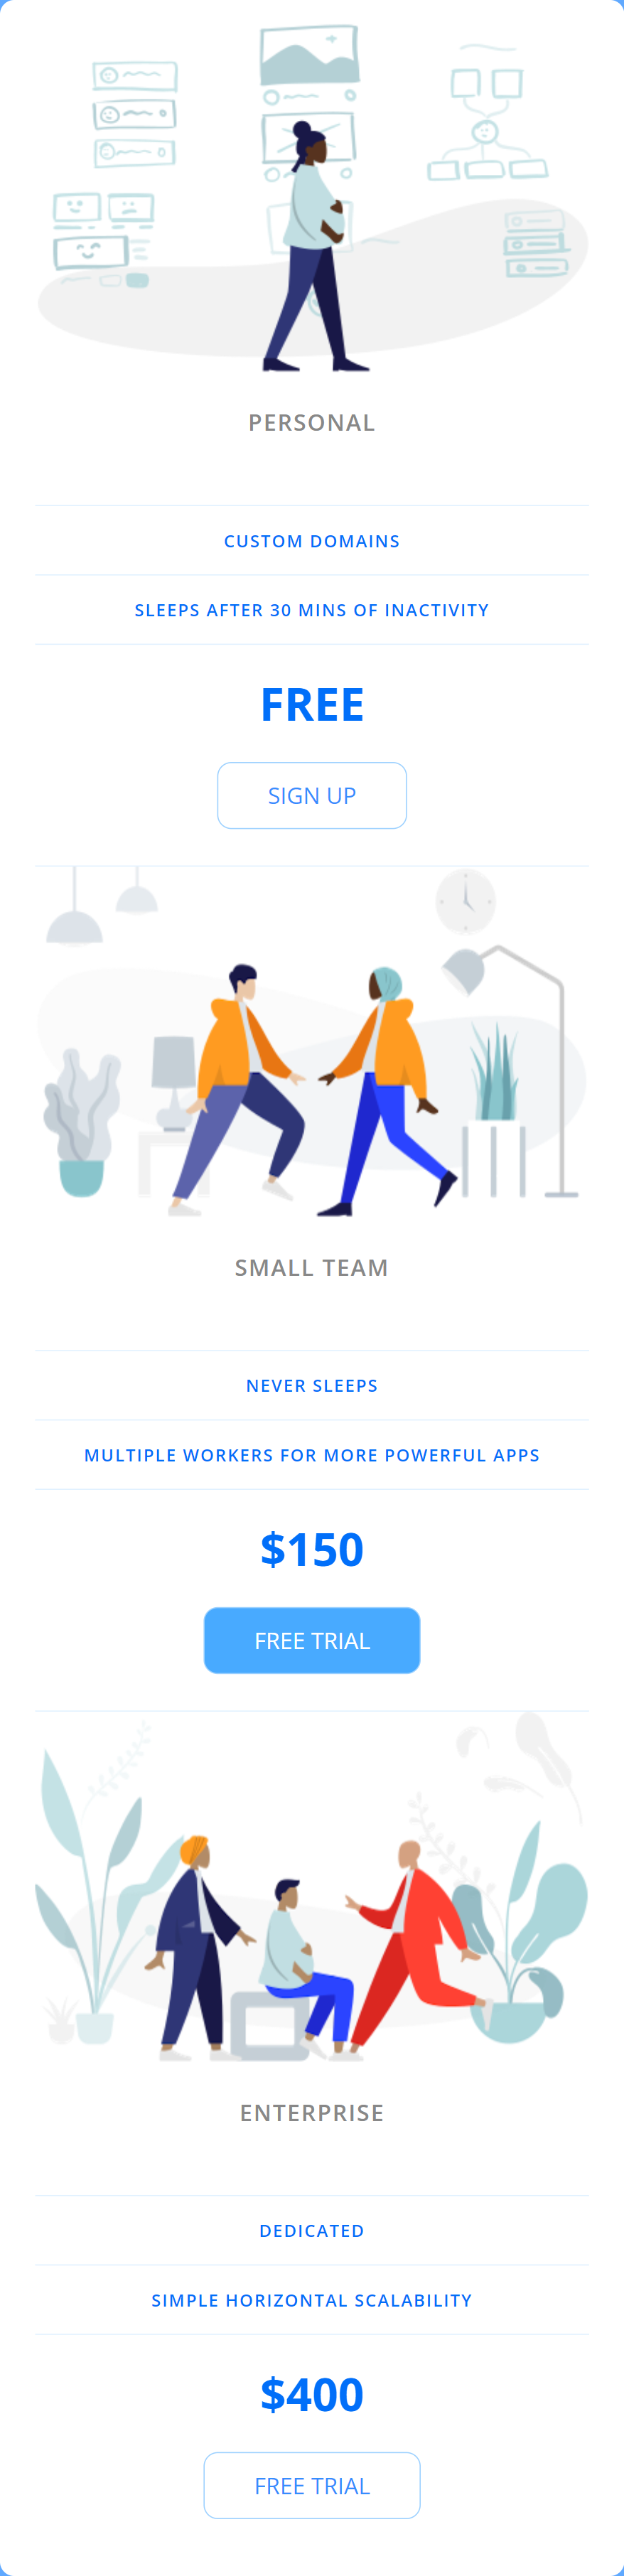 PERSONAL
CUSTOM DOMAINS
SLEEPS AFTER 30 MINS OF INACTIVITY
FREE
SIGN UP
SMALL TEAM
NEVER SLEEPS
MULTIPLE WORKERS FOR MORE POWERFUL APPS
$150
FREE TRIAL
ENTERPRISE
DEDICATED
SIMPLE HORIZONTAL SCALABILITY
$400
FREE TRIAL